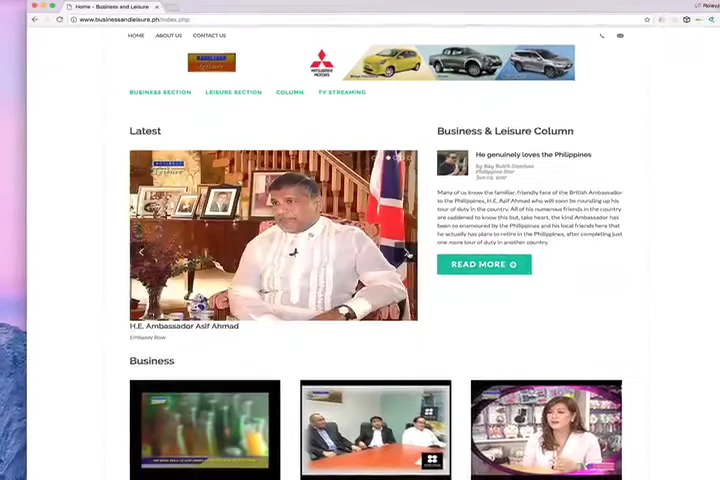 Home - Business and Leisure
www.businessandleisure.ph/index.php
HOME ABOUT US CONTACT US
MITSUBISHI
MOTORS
BUSINESS SECTION LEISURE SECTION COLUMN TV STREAMING
Latest
H.E. Ambassador Asif Ahmad
Embassy Row
Business & Leisure Column
He genuinely loves the Philippines
Philippine Star
Many of us know the familiar, friendly face of the British Ambassador
to the Philippines, H.E. Asif Ahmad who will soon be rounding up his
tour of duty in the country. All of his numerous friends in the country
are saddened to know this but, take heart, the kind Ambassador has
been so enamoured by the Philippines and his local friends here that
he actually has plans to retire in the Philippines, after completing just
one more tour of duty in another country.
READ MORE
Business